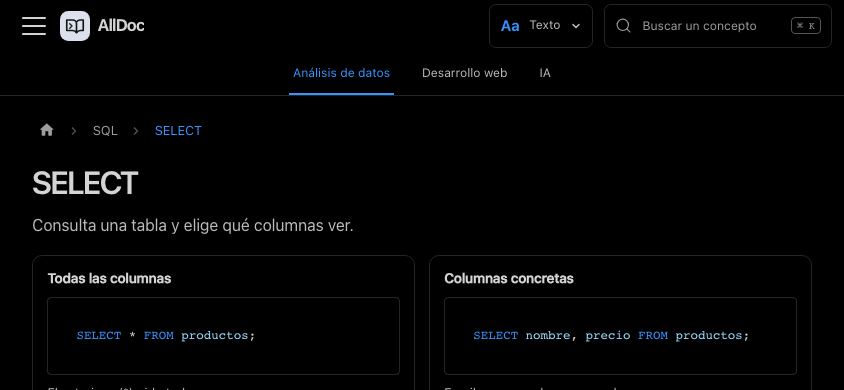 AllDoc
Aa Texto
Buscar un concepto
⌘ K
Análisis de datos
Desarrollo web
IA
SQL
SELECT
SELECT
Consulta una tabla y elige qué columnas ver.
Todas las columnas
SELECT * FROM productos;
Columnas concretas
SELECT nombre, precio FROM productos;